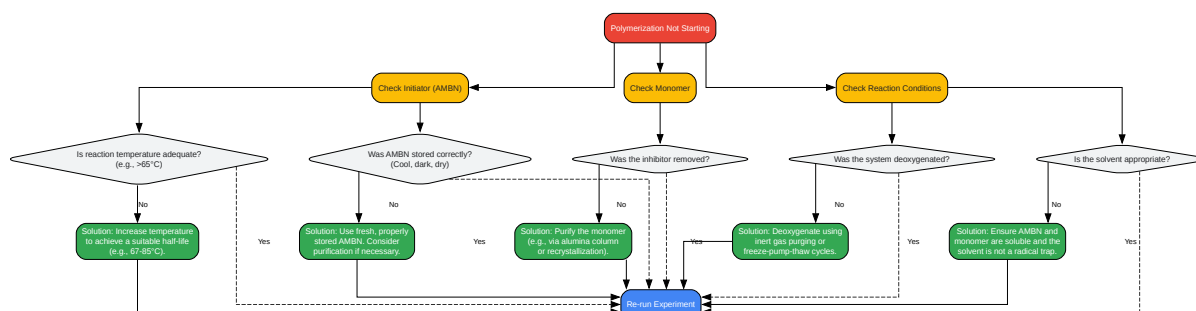 Polymerization Not Starting
Check Initiator (AMBN)
Check Monomer
Check Reaction Conditions
Is reaction temperature adequate?
(e.g., >65°C)
Was AMBN stored correctly?
(Cool, dark, dry)
Was the inhibitor removed?
Was the system deoxygenated?
Is the solvent appropriate?
No
No
No
No
No
Solution: Increase temperature
to achieve a suitable half-life
(e.g., 67-85°C).
Yes
Solution: Use fresh, properly
stored AMBN. Consider
purification if necessary.
Yes
Solution: Purify the monomer
(e.g., via alumina column
or recrystallization).
Yes
Solution: Deoxygenate using
inert gas purging or
freeze-pump-thaw cycles.
Yes
Solution: Ensure AMBN and
monomer are soluble and the
solvent is not a radical trap.
Yes
Re-run Experiment